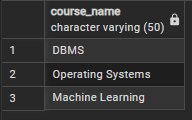 course_name
character varying (50)
1 DBMS
2 Operating Systems
3 Machine Learning